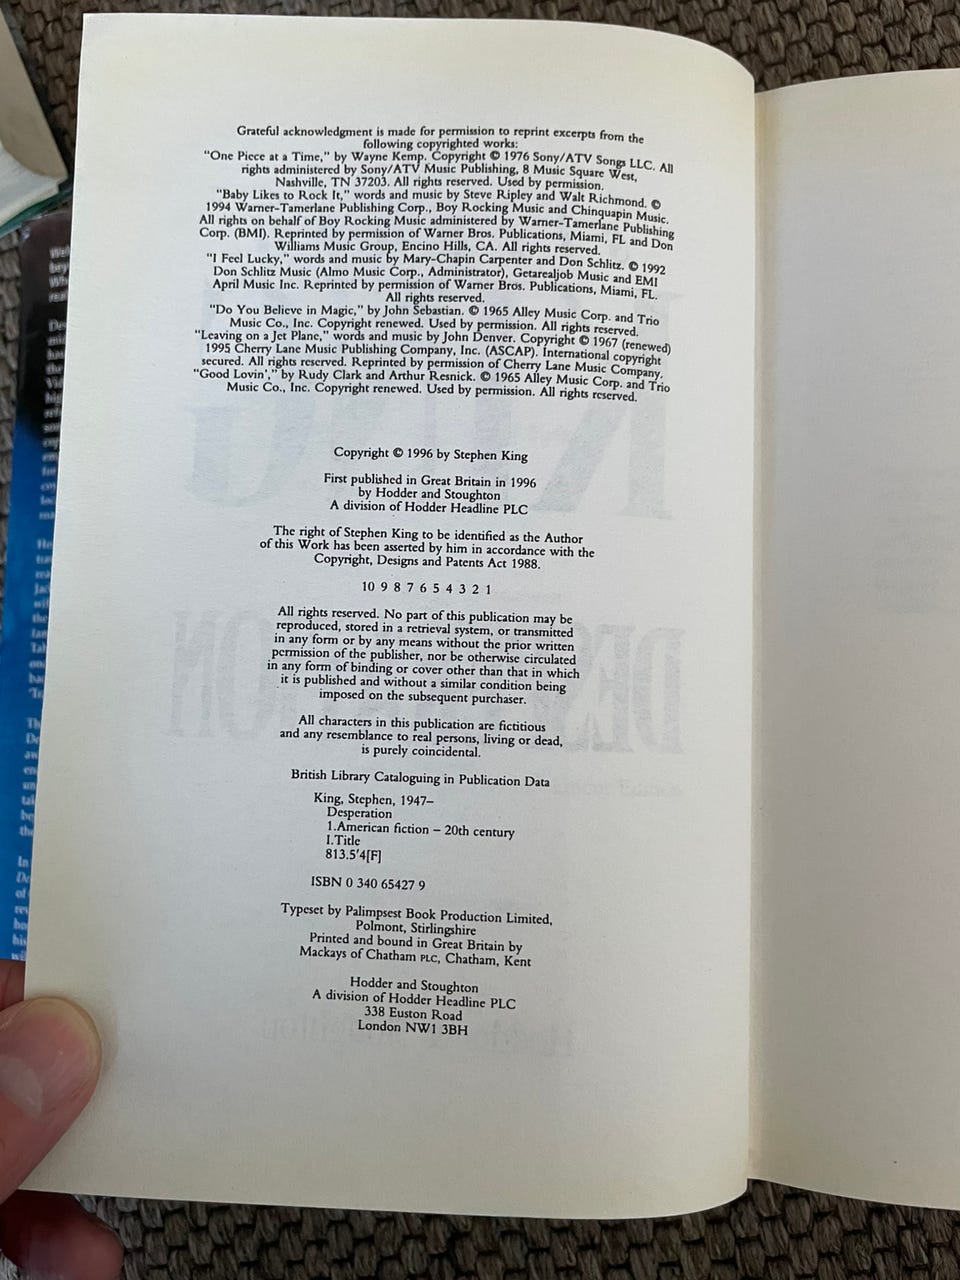 Grateful acknowledgment is made for permission to reprint excerpts from the
following copyrighted works:
"One Piece at a Time," by Wayne Kemp. Copyright © 1976 Sony/ATV Songs LLC. All
rights administered by Sony/ATV Music Publishing, 8 Music Square West,
Nashville, TN 37203. All rights reserved. Used by permission.
"Baby Likes to Rock It," words and music by Steve Ripley and Walt Richmond. ©
1994 Warner-Tamerlane Publishing Corp., Boy Rocking Music and Chinquapin Music.
All rights on behalf of Boy Rocking Music administered by Warner-Tamerlane Publishing
Corp. (BMI). Reprinted by permission of Warner Bros. Publications, Miami, FL and Don
Williams Music Group, Encino Hills, CA. All rights reserved.
"I Feel Lucky," words and music by Mary-Chapin Carpenter and Don Schlitz. © 1992
Don Schlitz Music (Almo Music Corp., Administrator), Getarealjob Music and EMI
April Music Inc. Reprinted by permission of Warner Bros. Publications, Miami, FL.
All rights reserved.
"Do You Believe in Magic," by John Sebastian. © 1965 Alley Music Corp. and Trio
Music Co., Inc. Copyright renewed. Used by permission. All rights reserved.
"Leaving on a Jet Plane," words and music by John Denver. Copyright © 1967 (renewed)
1995 Cherry Lane Music Publishing Company, Inc. (ASCAP). International copyright
secured. All rights reserved. Reprinted by permission of Cherry Lane Music Company.
"Good Lovin'," by Rudy Clark and Arthur Resnick. © 1965 Alley Music Corp. and Trio
Music Co., Inc. Copyright renewed. Used by permission. All rights reserved.
Copyright © 1996 by Stephen King
First published in Great Britain in 1996
by Hodder and Stoughton
A division of Hodder Headline PLC
The right of Stephen King to be identified as the Author
of this Work has been asserted by him in accordance with the
Copyright, Designs and Patents Act 1988.
10 9 8 7 6 5 4 3 2 1
All rights reserved. No part of this publication may be
reproduced, stored in a retrieval system, or transmitted
in any form or by any means without the prior written
permission of the publisher, nor be otherwise circulated
in any form of binding or cover other than that in which
it is published and without a similar condition being
imposed on the subsequent purchaser.
All characters in this publication are fictitious
and any resemblance to real persons, living or dead,
is purely coincidental.
British Library Cataloguing in Publication Data
King, Stephen, 1947–
Desperation
1.American fiction – 20th century
I.Title
813.5'4[F]
ISBN 0 340 65427 9
Typeset by Palimpsest Book Production Limited,
Polmont, Stirlingshire
Printed and bound in Great Britain by
Mackays of Chatham PLC, Chatham, Kent
Hodder and Stoughton
A division of Hodder Headline PLC
338 Euston Road
London NW1 3BH